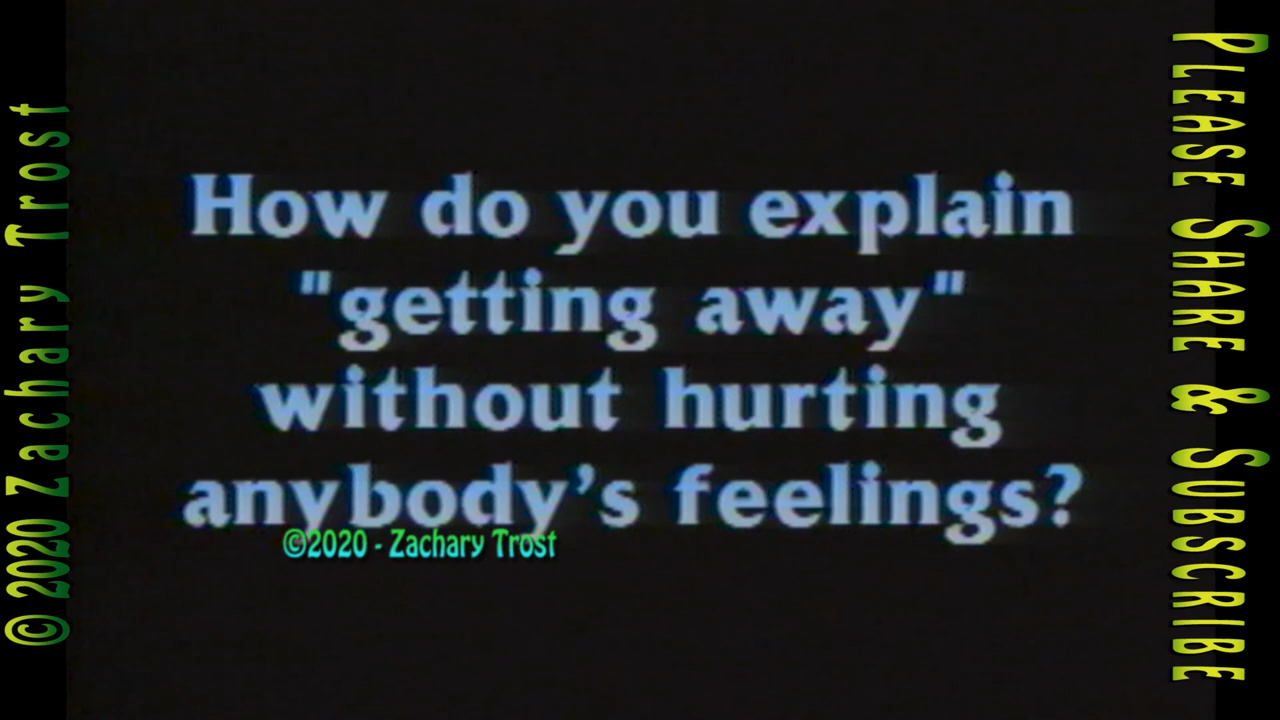 How do you explain
"getting away"
without hurting
anybody’s feelings?
©2020 - Zachary Trost
© 2020 Zachary Trost
Please Share & Subscribe